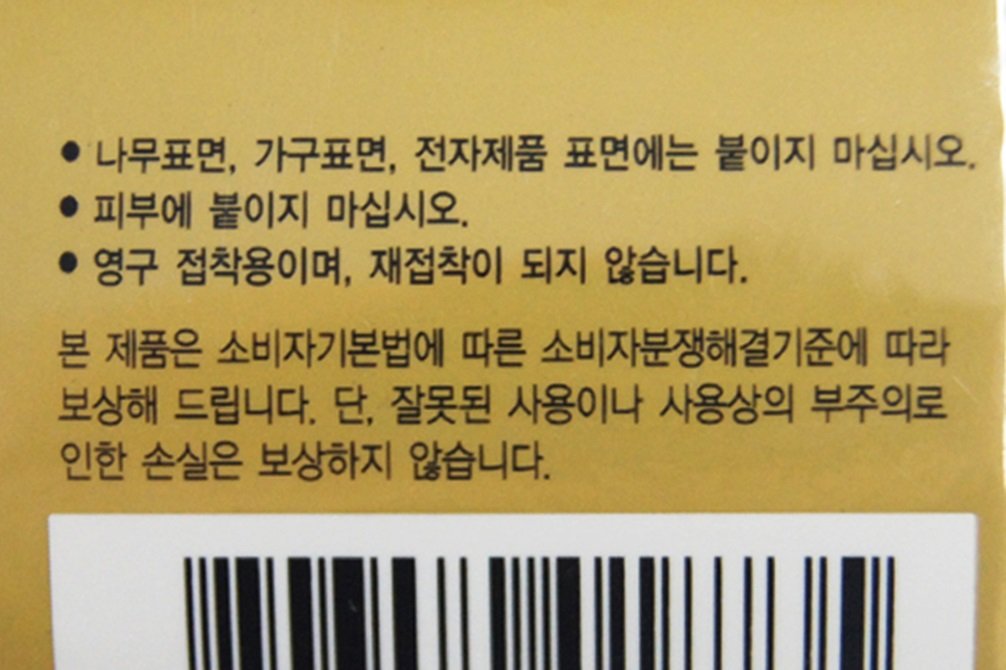 ● 나무표면, 가구표면, 전자제품 표면에는 붙이지 마십시오.
● 피부에 붙이지 마십시오.
● 영구 접착용이며, 재접착이 되지 않습니다.
본 제품은 소비자기본법에 따른 소비자분쟁해결기준에 따라
보상해 드립니다. 단, 잘못된 사용이나 사용상의 부주의로
인한 손실은 보상하지 않습니다.